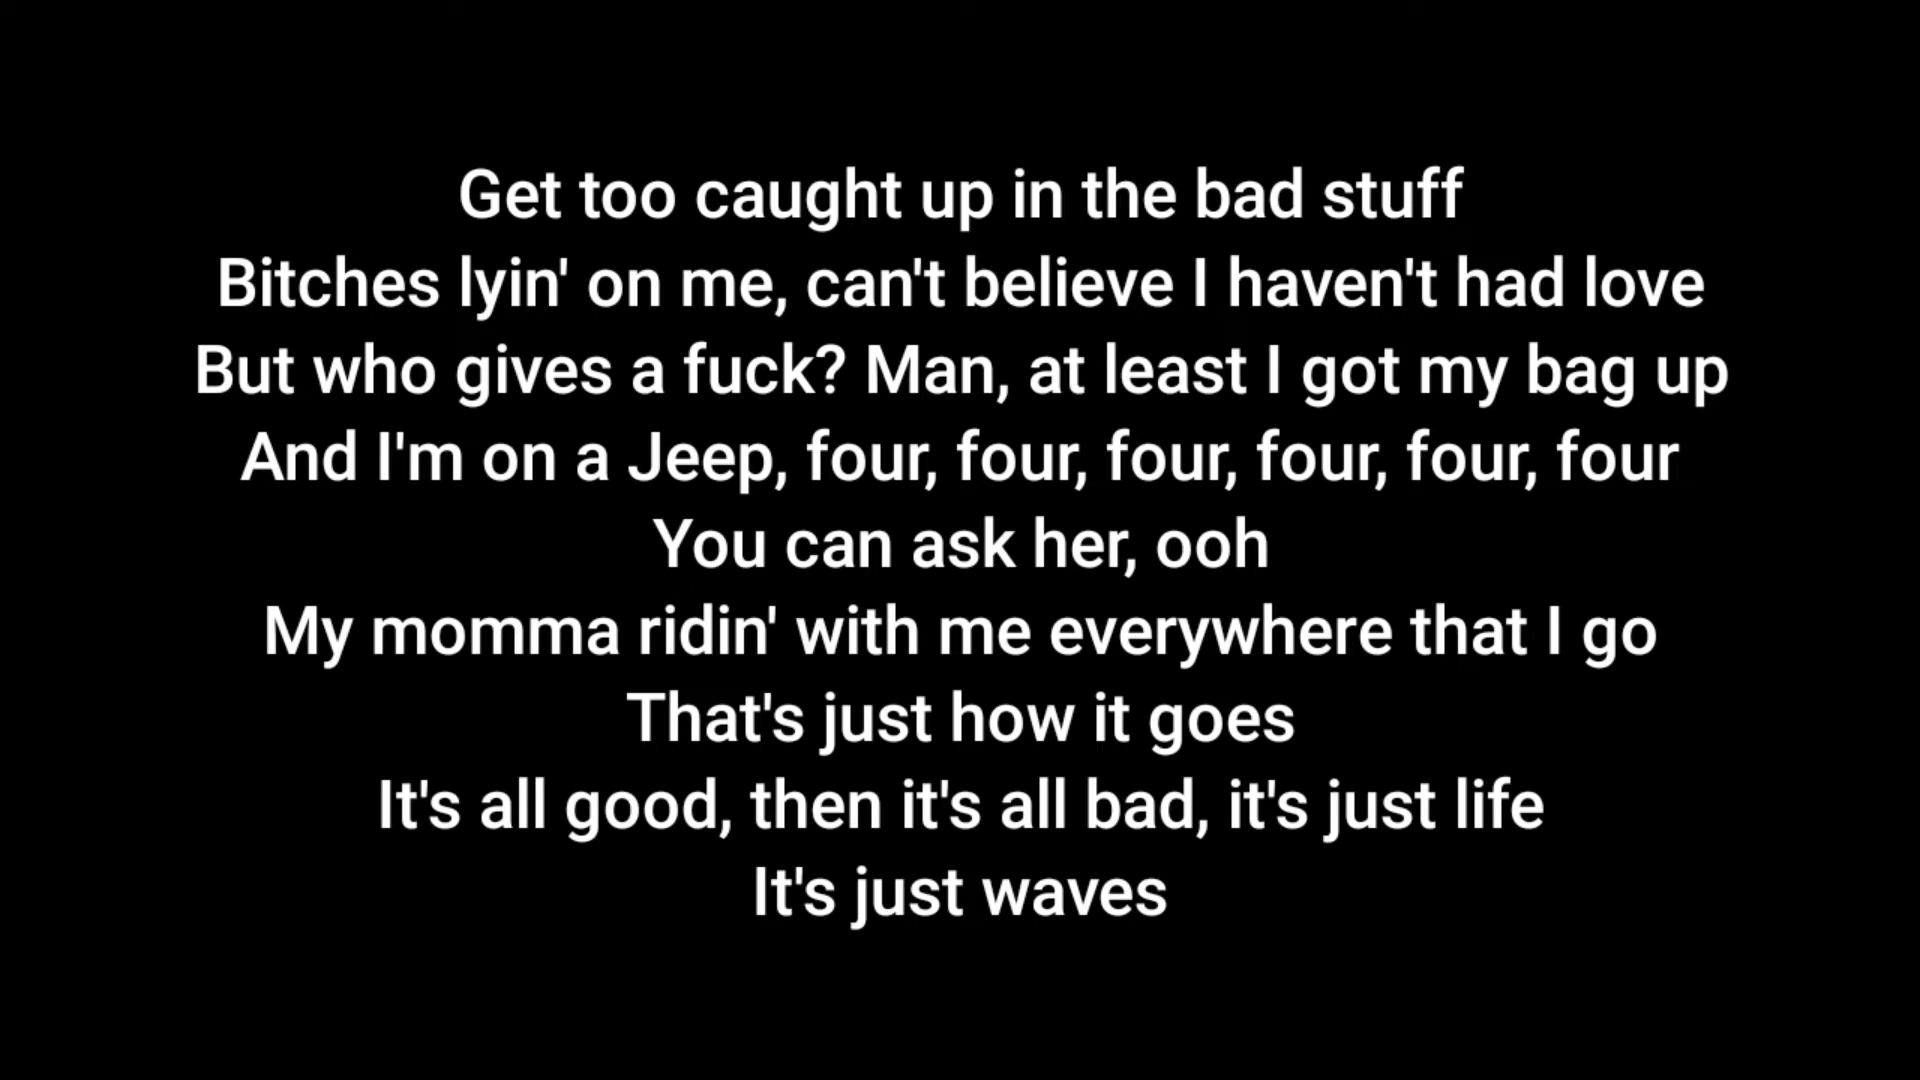 Get too caught up in the bad stuff
Bitches lyin' on me, can't believe I haven't had love
But who gives a fuck? Man, at least I got my bag up
And I'm on a Jeep, four, four, four, four, four, four
You can ask her, ooh
My momma ridin' with me everywhere that I go
That's just how it goes
It's all good, then it's all bad, it's just life
It's just waves